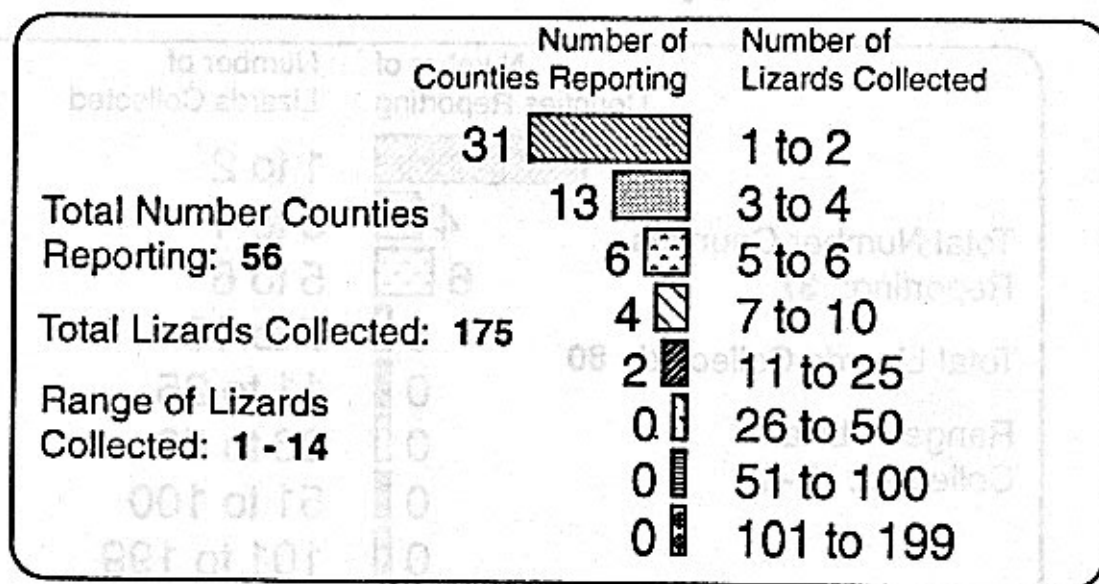 Number of Counties Reporting
Number of Lizards Collected
31 1 to 2
13 3 to 4
6 5 to 6
4 7 to 10
2 11 to 25
0 26 to 50
0 51 to 100
0 101 to 199
Total Number Counties
Reporting: 56
Total Lizards Collected: 175
Range of Lizards
Collected: 1 - 14